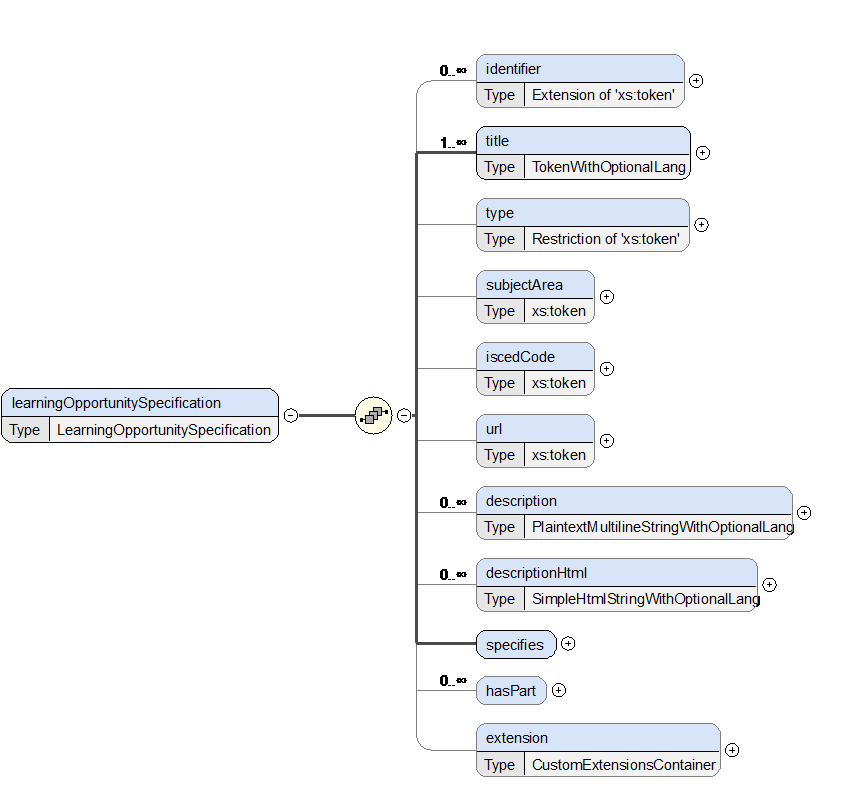 0..∞
identifier
Type Extension of 'xs:token'
1..∞
title
Type TokenWithOptionalLang
type
Type Restriction of 'xs:token'
subjectArea
Type xs:token
iscedCode
Type xs:token
learningOpportunitySpecification
Type LearningOpportunitySpecification
url
Type xs:token
0..∞
description
Type PlaintextMultilineStringWithOptionalLang
0..∞
descriptionHtml
Type SimpleHtmlStringWithOptionalLang
specifies
0..∞
hasPart
extension
Type CustomExtensionsContainer